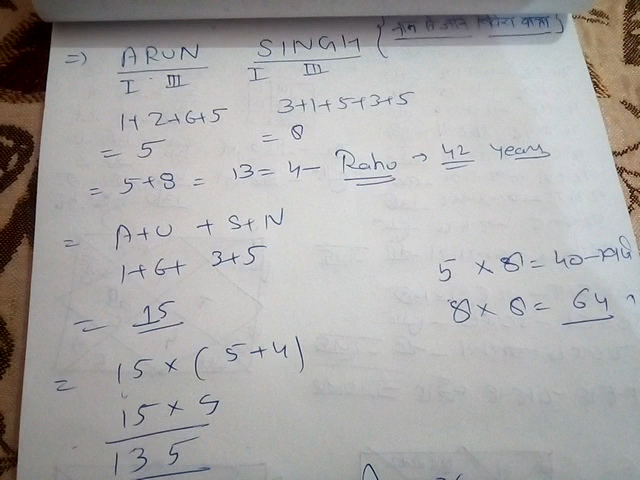 =) ARUN SINGH { नाम से जाने
I III I III
1+2+6+5 3+1+5+3+5
= 5 = 8
= 5+8 = 13 = 4 - Rahu → 42 years
= A+U + S+N
1+6+ 3+5
= 15
5 × 8 = 40 -
8 × 8 = 64
= 15 × ( 5+4 )
15 × 9
135